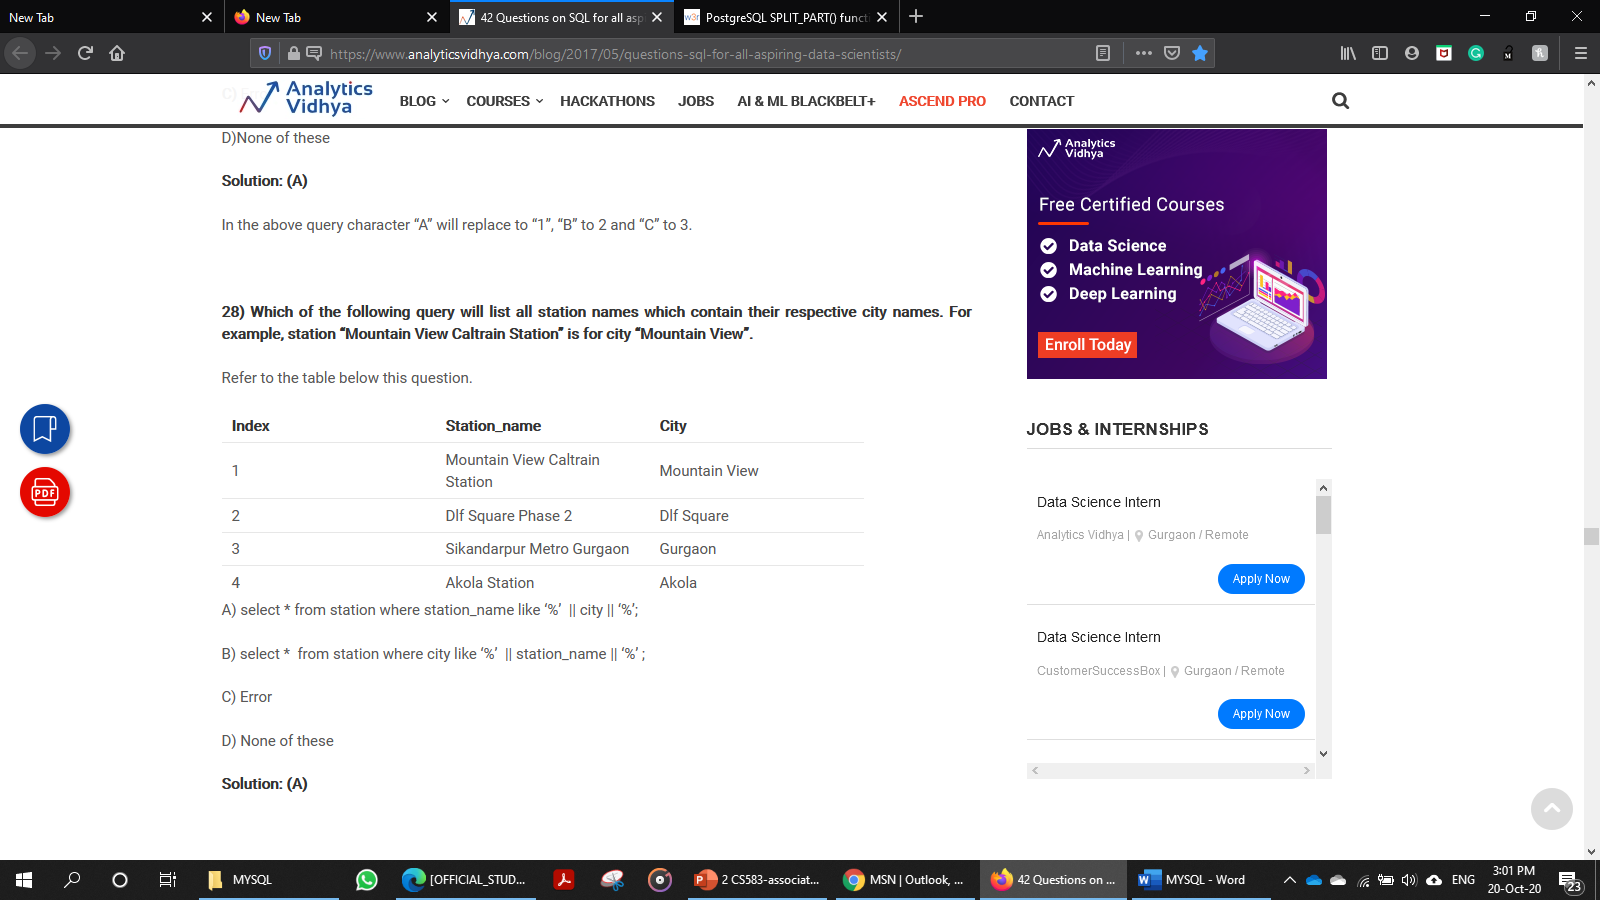 New Tab
New Tab
42 Questions on SQL for all asp
PostgreSQL SPLIT_PART() functi
https://www.analyticsvidhya.com/blog/2017/05/questions-sql-for-all-aspiring-data-scientists/
Analytics
Vidhya
BLOG
COURSES
HACKATHONS
JOBS
AI & ML BLACKBELT+
ASCEND PRO
CONTACT
D)None of these
Solution: (A)
In the above query character “A” will replace to “1”, “B” to 2 and “C” to 3.
28) Which of the following query will list all station names which contain their respective city names. For
example, station “Mountain View Caltrain Station” is for city “Mountain View”.
Refer to the table below this question.
Index Station_name City
1 Mountain View Caltrain Station Mountain View
2 Dlf Square Phase 2 Dlf Square
3 Sikandarpur Metro Gurgaon Gurgaon
4 Akola Station Akola
A) select * from station where station_name like ‘%’ || city || ‘%’;
B) select * from station where city like ‘%’ || station_name || ‘%’ ;
C) Error
D) None of these
Solution: (A)
PDF
Analytics
Vidhya
Free Certified Courses
Data Science
Machine Learning
Deep Learning
Enroll Today
JOBS & INTERNSHIPS
Data Science Intern
Analytics Vidhya | Gurgaon / Remote
Apply Now
Data Science Intern
CustomerSuccessBox | Gurgaon / Remote
Apply Now
MYSQL
[OFFICIAL_STUD...
2 CS583-associat...
MSN | Outlook, ...
42 Questions on ...
MYSQL - Word
ENG
3:01 PM
20-Oct-20
23